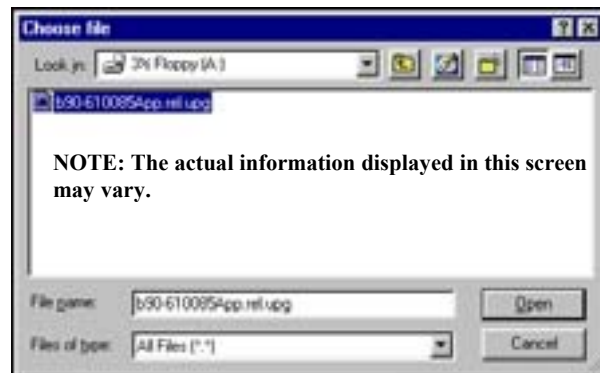 Choose file
Look in: 3½ Floppy (A:)
b90-610085App.rel.upg
NOTE: The actual information displayed in this screen
may vary.
File name: b90-610085App.rel.upg Open
Files of type: All Files (*.*) Cancel